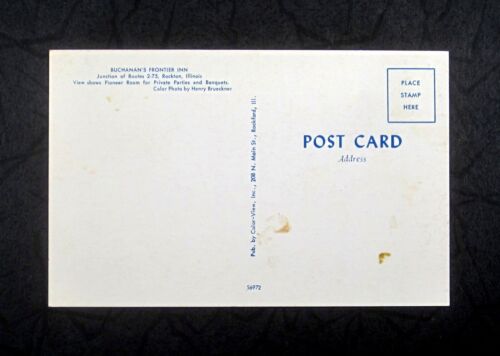 BUCHANAN'S FRONTIER INN
Junction of Routes 2-75, Rockton, Illinois
View shows Pioneer Room for Private Parties and Banquets.
Color Photo by Henry Brueckner
Pub. by Color-View, Inc., 208 N. Main St., Rockford, Ill.
PLACE
STAMP
HERE
POST CARD
Address
56972